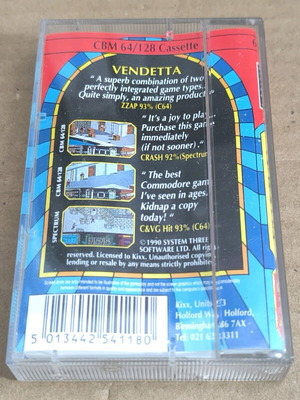 CBM 64/128 Cassette
VENDETTA
" A superb combination of two
perfectly integrated game types..
Quite simply, an amazing product"
ZZAP 93% (C64)
"It's a joy to play...
Purchase this game
immediately
(if not sooner) ."
CRASH 92% (Spectrum
"The best
Commodore gam
I've seen in ages.
Kidnap a copy
today! "
C&VG Hit 93% (C64)
CBM 64/128
CBM 64/128
SPECTRUM
© 1990 SYSTEM THREE
SOFTWARE LTD. All rights
reserved. Licensed to Kixx. Unauthorised copying
lending or resale by any means strictly prohibite
5 013442 541180
Kixx, Units 2/3
Holford Way, Holford,
Birmingham B6 7AX
Tel: 021 625 3311